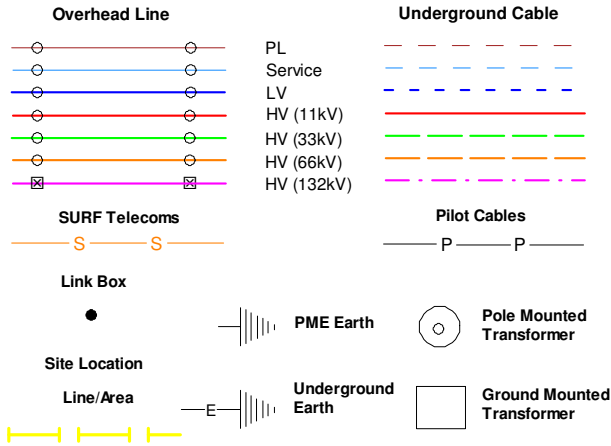 Overhead Line
Underground Cable
PL
Service
LV
HV (11kV)
HV (33kV)
HV (66kV)
HV (132kV)
SURF Telecoms
Pilot Cables
S S
P P
Link Box
PME Earth
Pole Mounted
Transformer
Site Location
Line/Area
E
Underground
Earth
Ground Mounted
Transformer